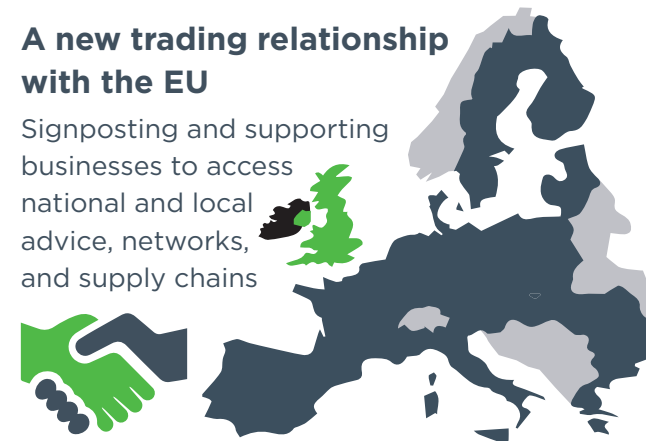 A new trading relationship
with the EU
Signposting and supporting
businesses to access
national and local
advice, networks,
and supply chains